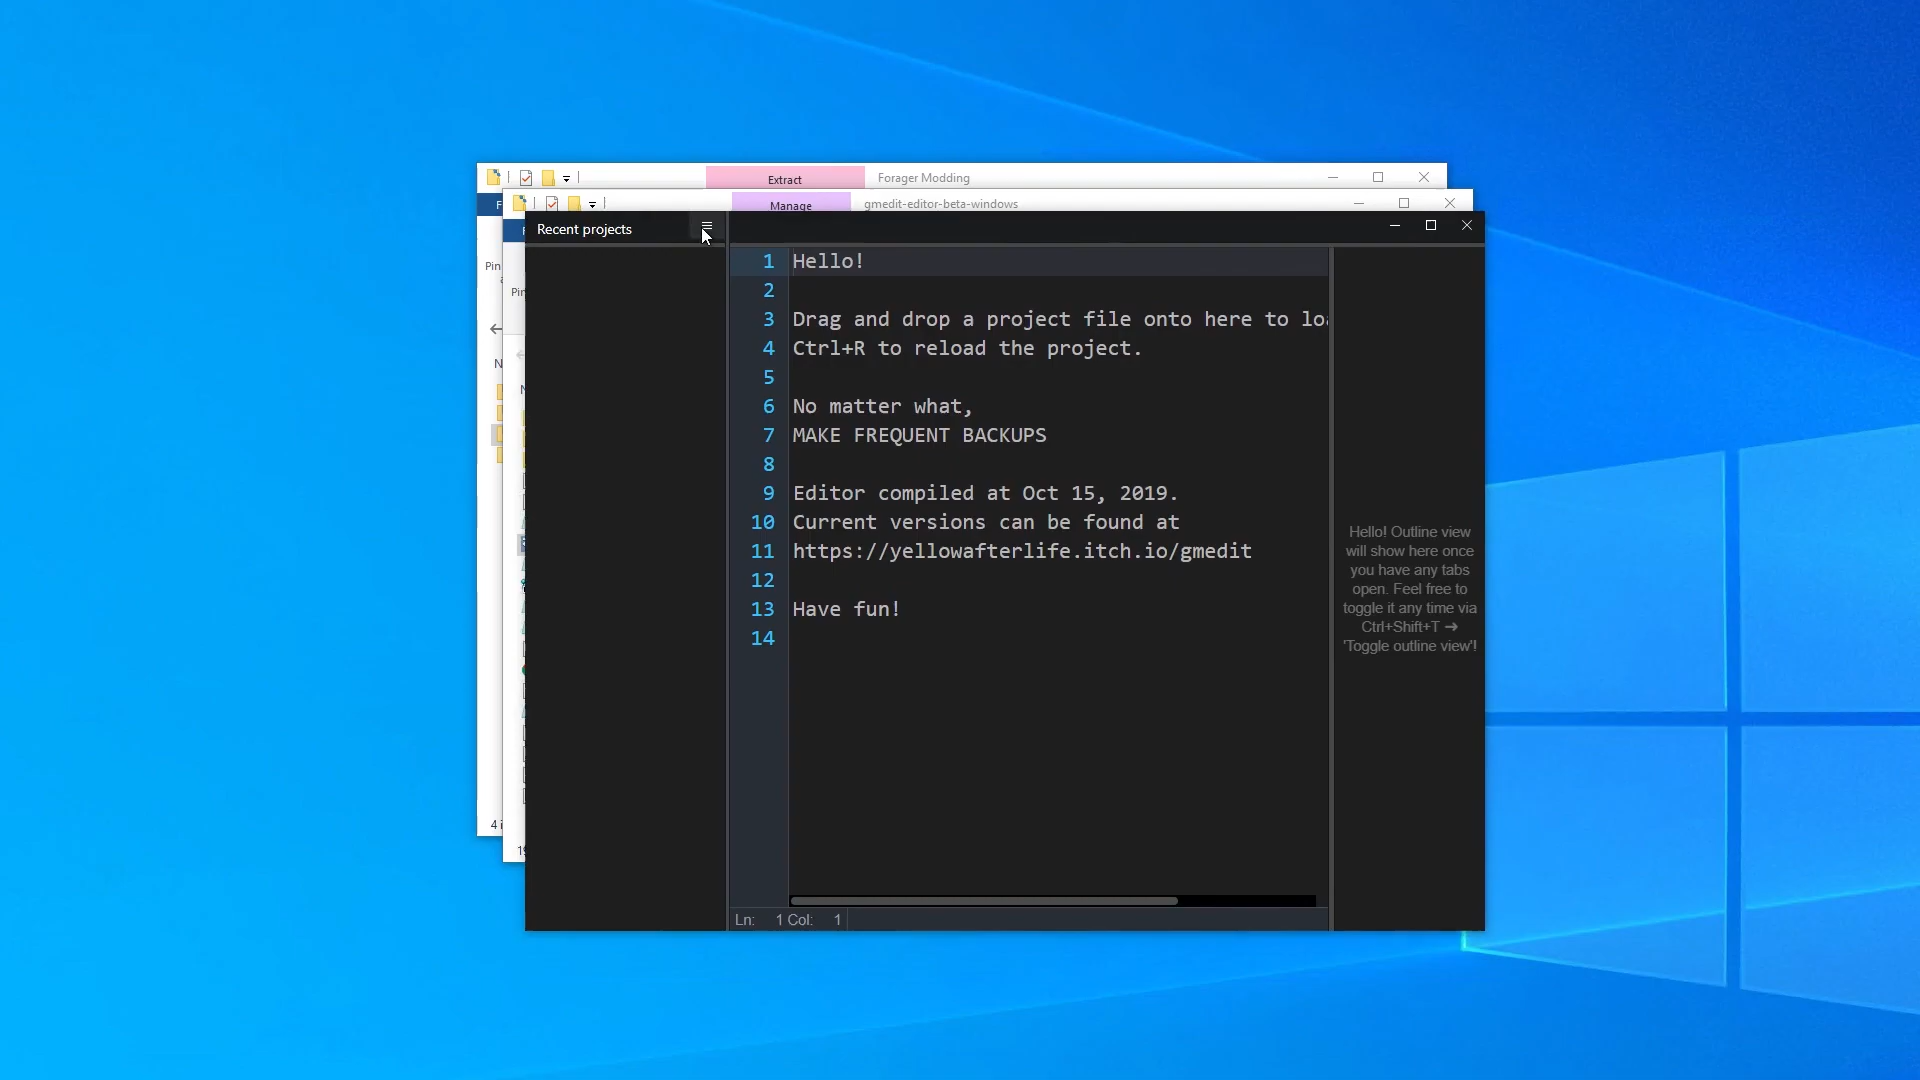 Extract
Forager Modding
Manage
gmedit-editor-beta-windows
Recent projects
Pin
Pin
1 Hello!
2
3 Drag and drop a project file onto here to loa
4 Ctrl+R to reload the project.
5
6 No matter what,
7 MAKE FREQUENT BACKUPS
8
9 Editor compiled at Oct 15, 2019.
10 Current versions can be found at
11 https://yellowafterlife.itch.io/gmedit
12
13 Have fun!
14
Hello! Outline view
will show here once
you have any tabs
open. Feel free to
toggle it any time via
Ctrl+Shift+T ➜
'Toggle outline view'!
Ln: 1 Col: 1